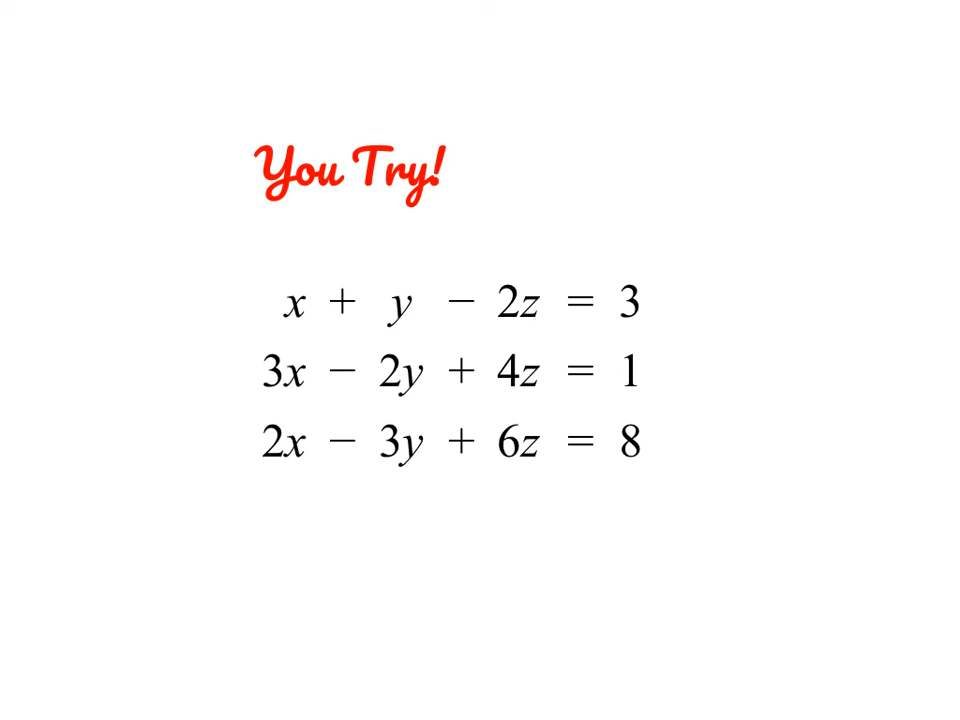 You Try!
x + y − 2z = 3
3x − 2y + 4z = 1
2x − 3y + 6z = 8